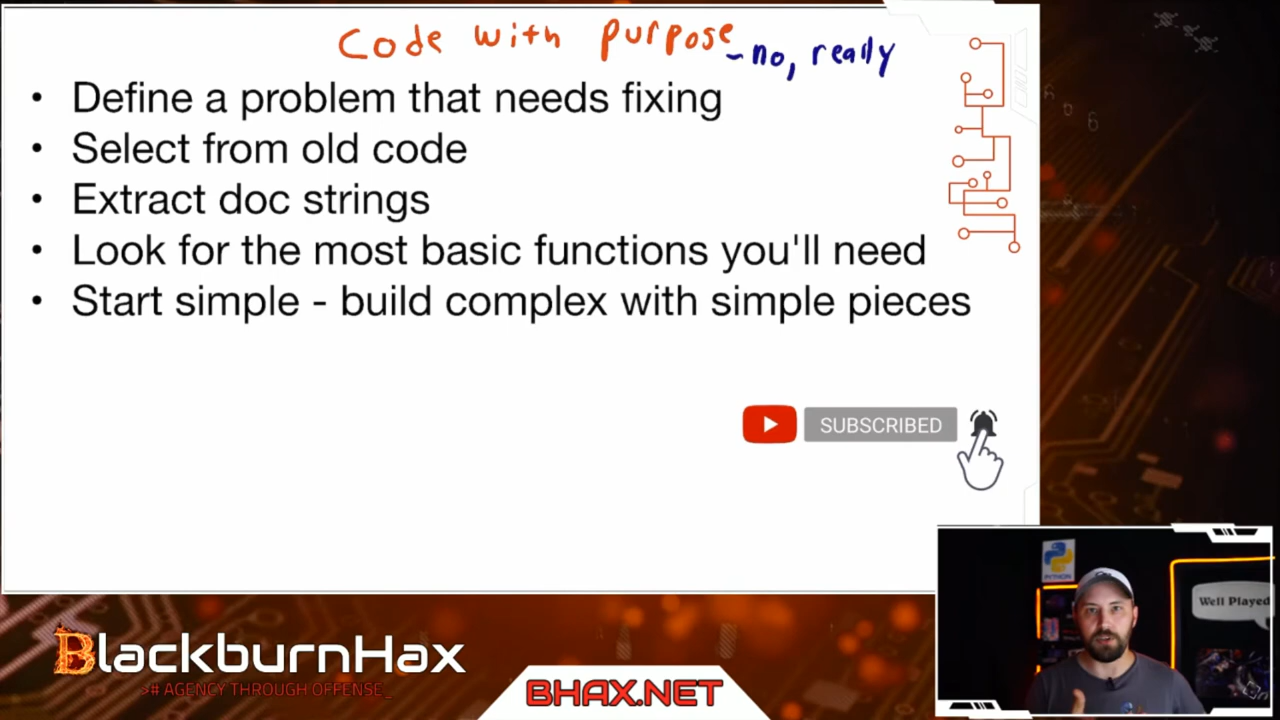 Code with purpose
- no, really
• Define a problem that needs fixing
• Select from old code
• Extract doc strings
• Look for the most basic functions you'll need
• Start simple - build complex with simple pieces
SUBSCRIBED
PYTHON
Well Played
BlackburnHax
># AGENCY THROUGH OFFENSE_
BHAX.NET